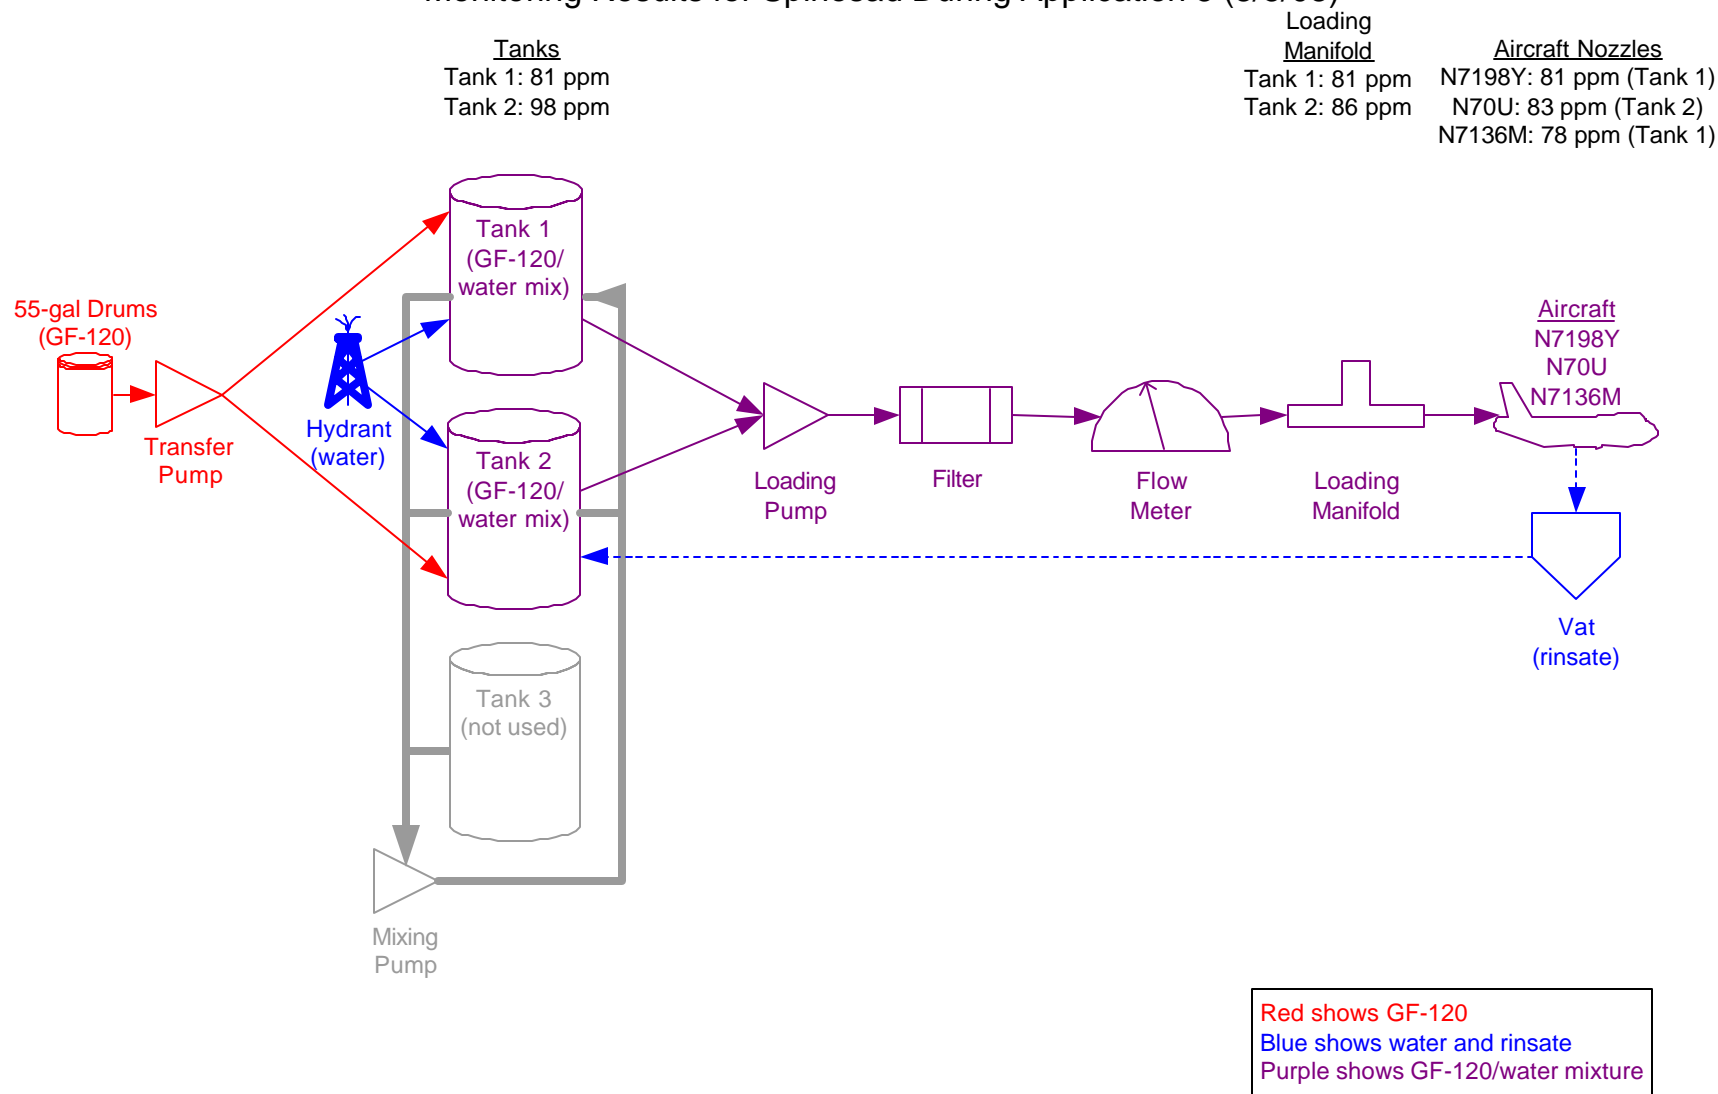 Loading
Tanks
Manifold
Aircraft Nozzles
Tank 1: 81 ppm
Tank 1: 81 ppm
N7198Y: 81 ppm (Tank 1)
Tank 2: 98 ppm
Tank 2: 86 ppm
N70U: 83 ppm (Tank 2)
N7136M: 78 ppm (Tank 1)
Tank 1
(GF-120/
water mix)
55-gal Drums
(GF-120)
Transfer
Pump
Hydrant
(water)
Tank 2
(GF-120/
water mix)
Tank 3
(not used)
Mixing
Pump
Loading
Pump
Filter
Flow
Meter
Loading
Manifold
Aircraft
N7198Y
N70U
N7136M
Vat
(rinsate)
Red shows GF-120
Blue shows water and rinsate
Purple shows GF-120/water mixture